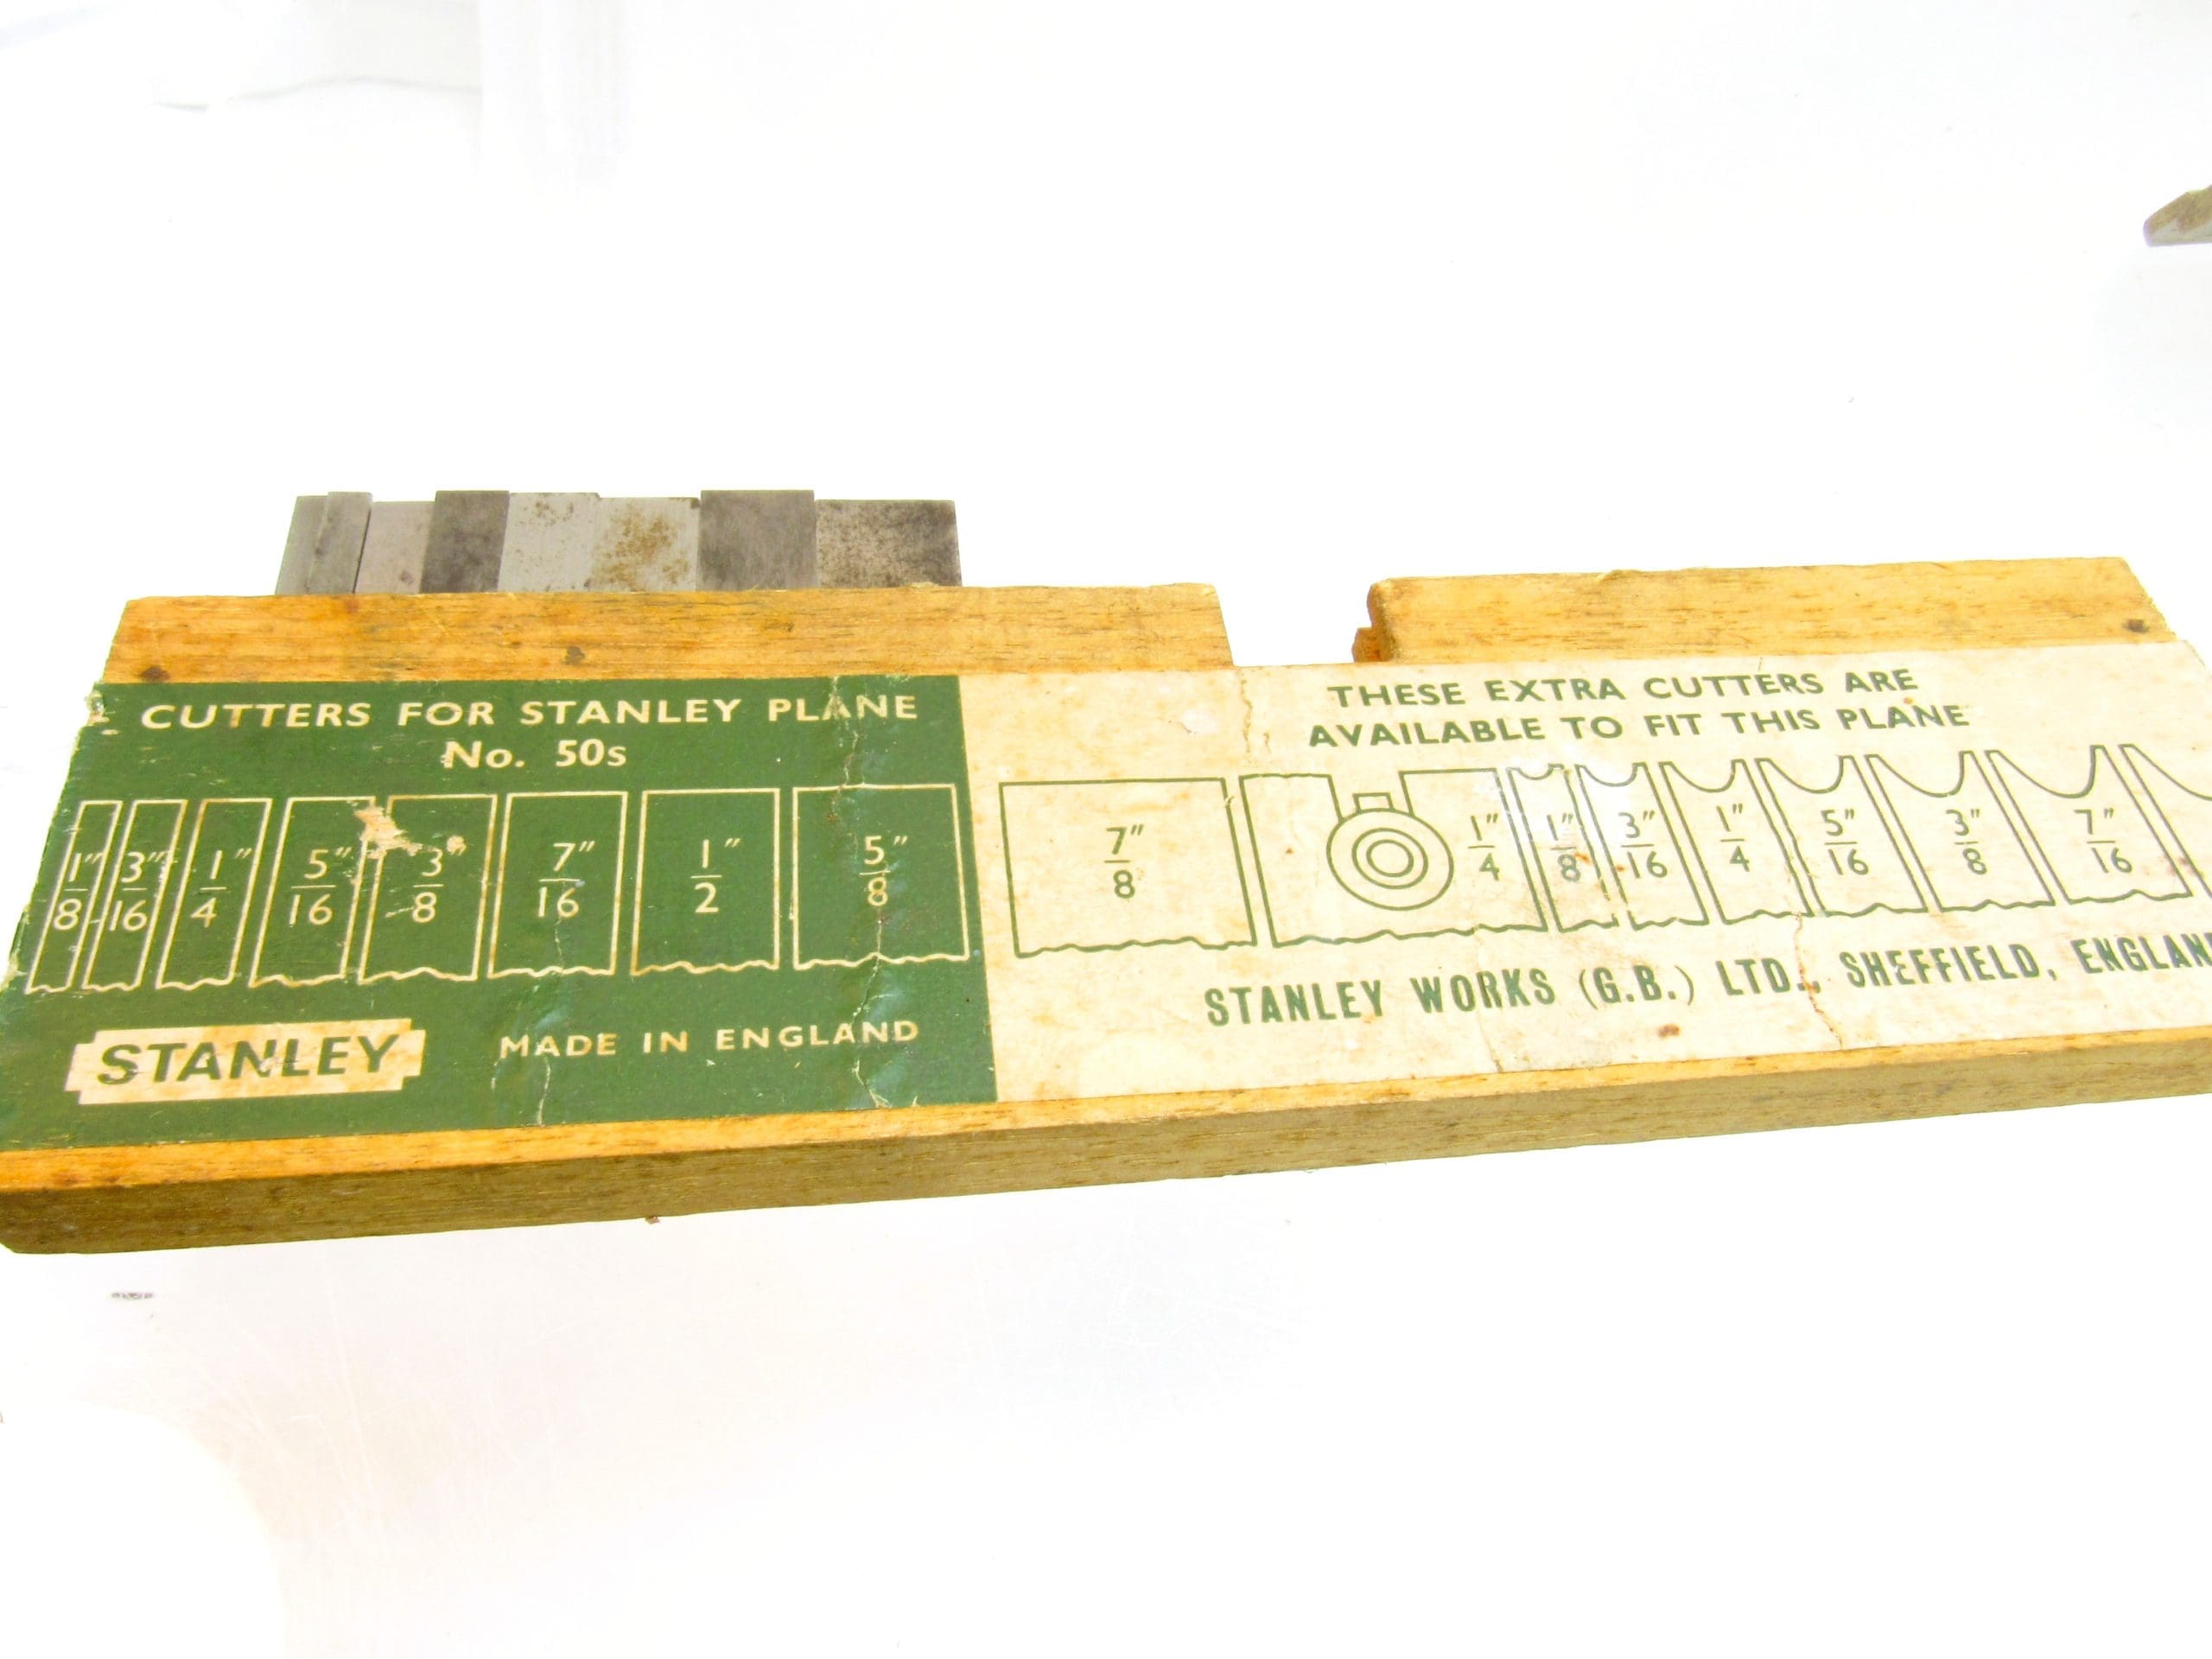 CUTTERS FOR STANLEY PLANE
No. 50s
1/8" 3/16" 1/4" 5/16" 3/8" 7/16" 1/2" 5/8"
STANLEY MADE IN ENGLAND
THESE EXTRA CUTTERS ARE
AVAILABLE TO FIT THIS PLANE
7/8" 1/4" 1/8" 3/16" 1/4" 5/16" 3/8" 7/16"
STANLEY WORKS (G.B.) LTD., SHEFFIELD, ENGLAN